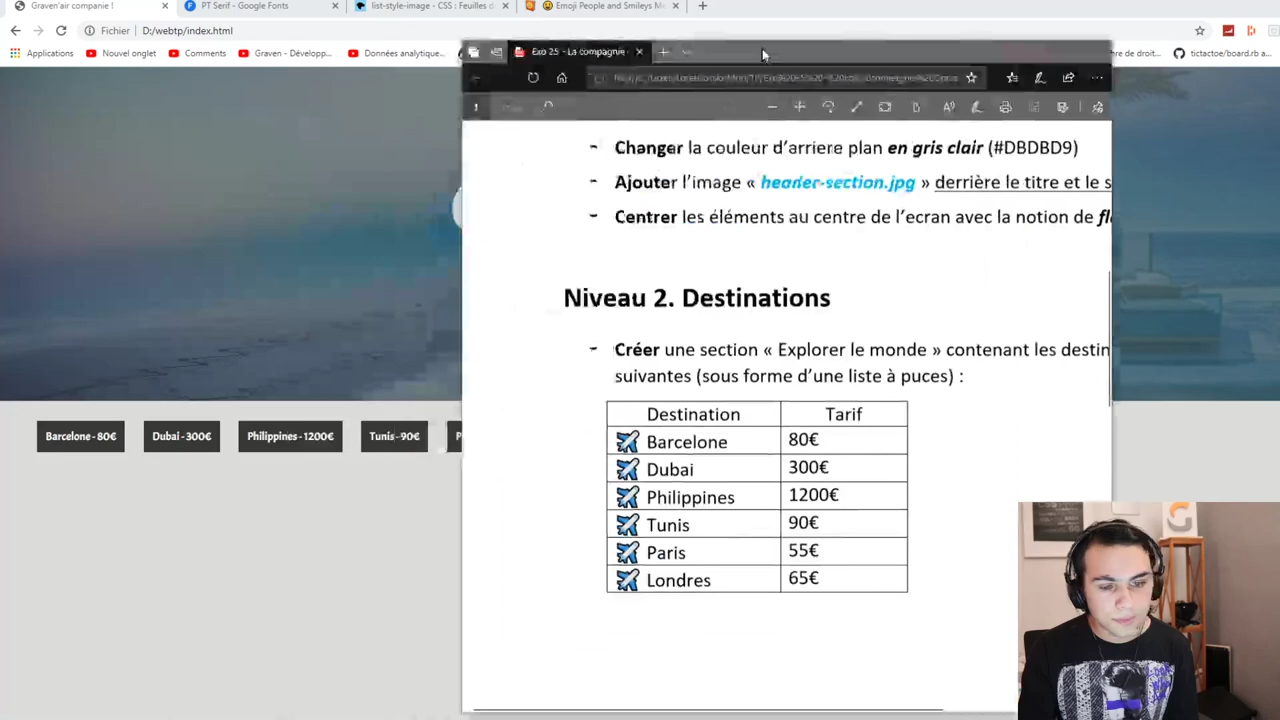 Graven'air companie !
PT Serif - Google Fonts
list-style-image - CSS : Feuilles d
Emoji People and Smileys M
Fichier
D:/webtp/index.html
Applications
Nouvel onglet
Comments
Graven - Développ...
Données analytique...
re de droit...
tictactoe/board.rb a
Exo 25 - La compagnie
- Changer la couleur d'arriere plan en gris clair (#DBDBD9)
- Ajouter l'image « header-section.jpg » derrière le titre et le s
- Centrer les éléments au centre de l'ecran avec la notion de fl
Niveau 2. Destinations
- Créer une section « Explorer le monde » contenant les destin
suivantes (sous forme d'une liste à puces) :
Destination Tarif
Barcelone 80€
Dubai 300€
Philippines 1200€
Tunis 90€
Paris 55€
Londres 65€
Barcelone - 80€
Dubai - 300€
Philippines - 1200€
Tunis - 90€
P